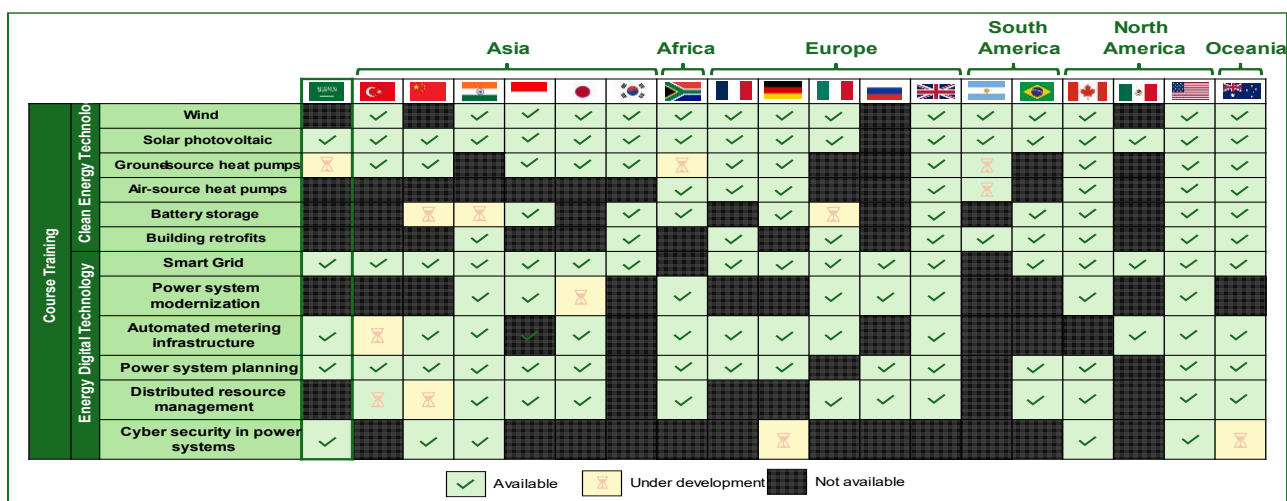 Asia
Africa
Europe
South
America
North
America
Oceania
Course Training
Clean Energy Technolo
Energy Digital Technology
Wind
Solar photovoltaic
Ground-source heat pumps
Air-source heat pumps
Battery storage
Building retrofits
Smart Grid
Power system
modernization
Automated metering
infrastructure
Power system planning
Distributed resource
management
Cyber security in power
systems
Available
Under development
Not available